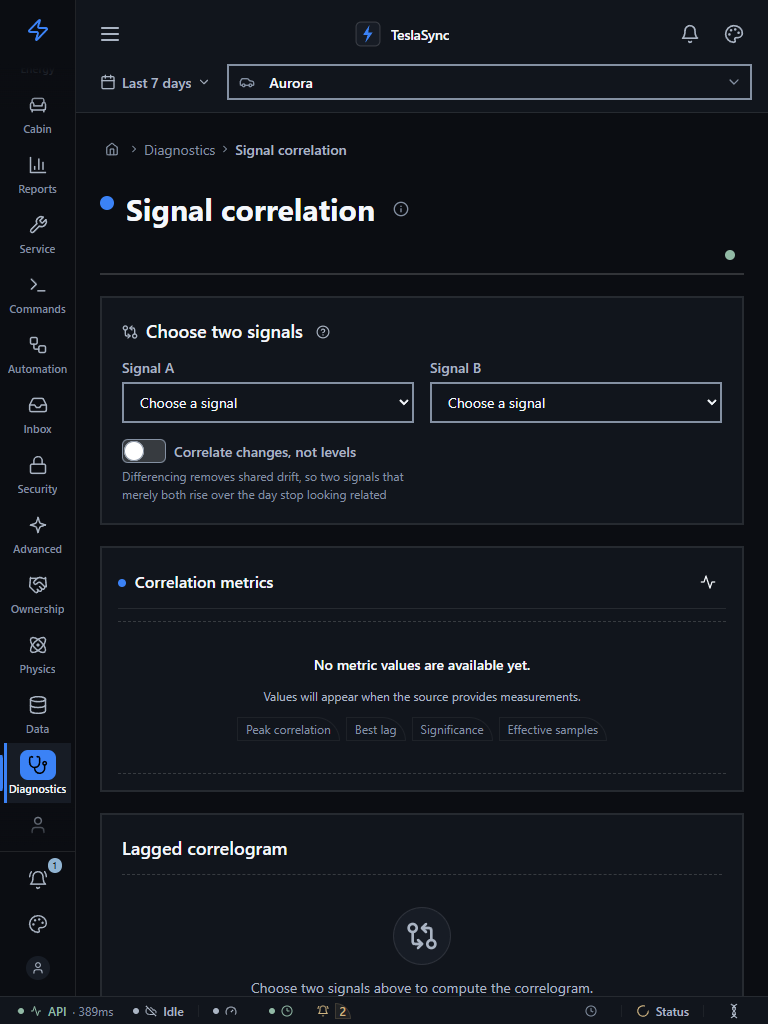 TeslaSync
Last 7 days
Aurora
Energy
Cabin
Reports
Service
Commands
Automation
Inbox
Security
Advanced
Ownership
Physics
Data
Diagnostics
1
Diagnostics
Signal correlation
Signal correlation
Choose two signals
Signal A
Signal B
Choose a signal
Choose a signal
Correlate changes, not levels
Differencing removes shared drift, so two signals that
merely both rise over the day stop looking related
Correlation metrics
No metric values are available yet.
Values will appear when the source provides measurements.
Peak correlation
Best lag
Significance
Effective samples
Lagged correlogram
Choose two signals above to compute the correlogram.
API · 389ms
Idle
2
Status